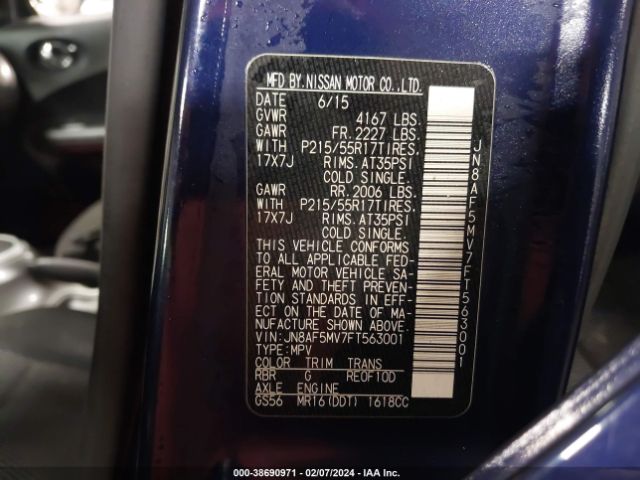 MFD BY.NISSAN MOTOR CO.,LTD.
DATE 6/15
GVWR 4167 LBS.
GAWR FR. 2227 LBS.
WITH P215/55R17TIRES.
17X7J RIMS. AT35PSI
COLD SINGLE.
GAWR RR. 2006 LBS.
WITH P215/55R17TIRES.
17X7J RIMS. AT35PSI
COLD SINGLE.
THIS VEHICLE CONFORMS
TO ALL APPLICABLE FED-
ERAL MOTOR VEHICLE SA-
FETY AND THEFT PREVEN-
TION STANDARDS IN EFF-
ECT ON THE DATE OF MA-
NUFACTURE SHOWN ABOVE.
VIN: JN8AF5MV7FT563001
TYPE: MPV
COLOR TRIM TRANS
RBR G RE0F10D
AXLE ENGINE
GS56 MR16(DDT) 1618CC
JN8AF5MV7FT563001
000-38690971 - 02/07/2024 - IAA Inc.